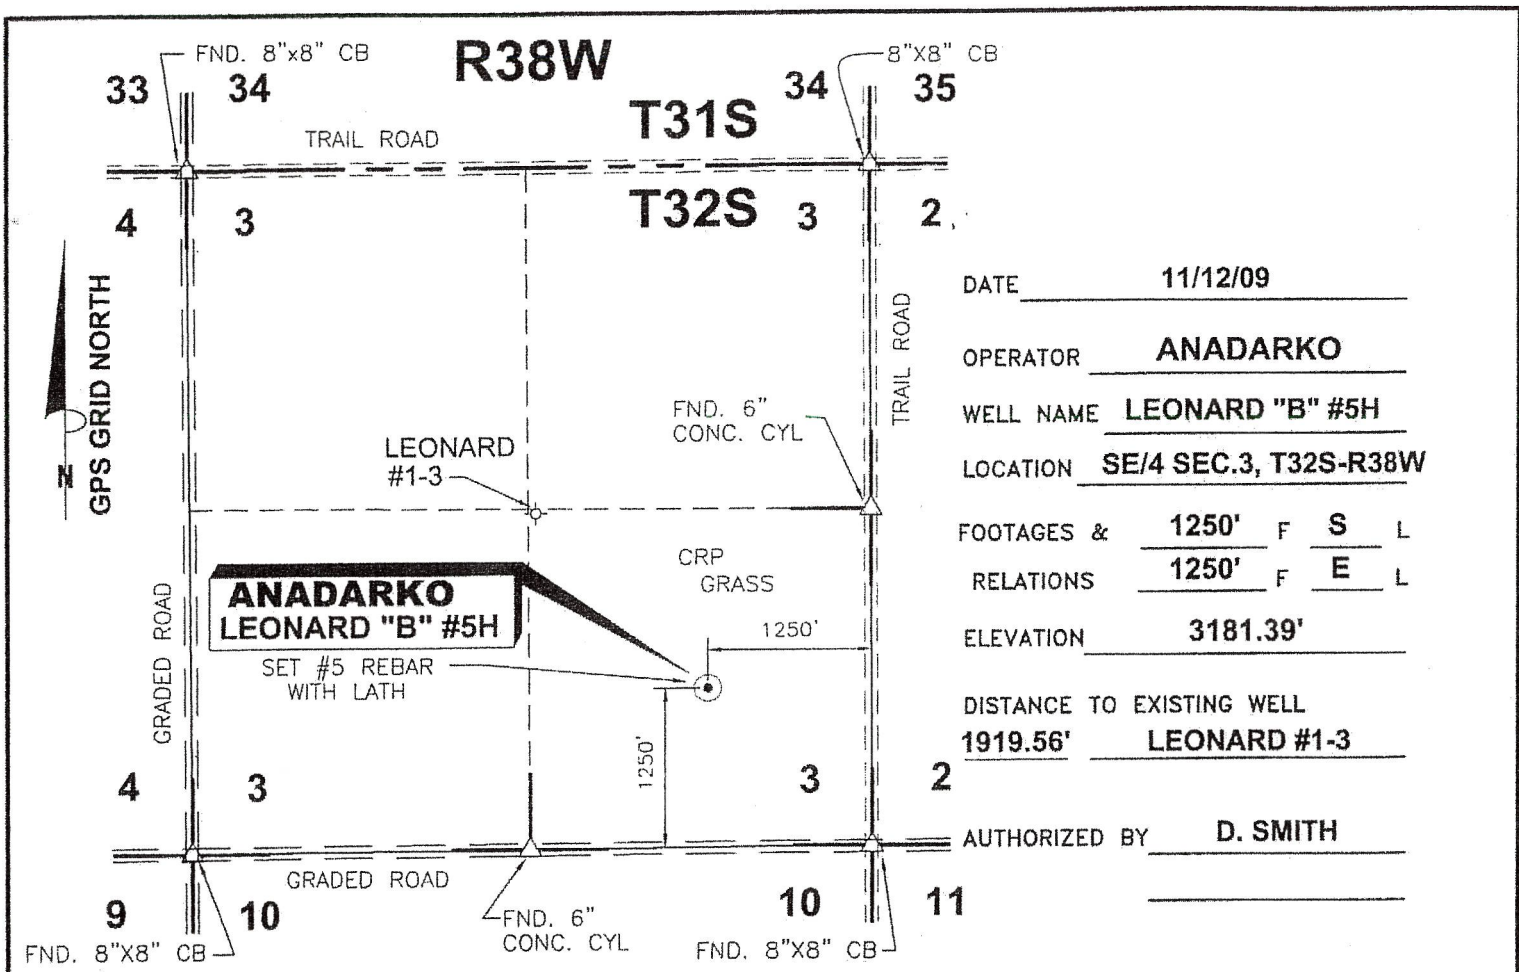 FND. 8"x8" CB
R38W
8"X8" CB
33 34
34 35
TRAIL ROAD
T31S
4 3
T32S
3 2
GPS GRID NORTH
N
TRAIL ROAD
FND. 6"
CONC. CYL
LEONARD
#1-3
CRP
GRASS
ANADARKO
LEONARD "B" #5H
SET #5 REBAR
WITH LATH
1250'
1250'
GRADED ROAD
4 3
3 2
GRADED ROAD
9 10
10 11
FND. 8"X8" CB
FND. 6"
CONC. CYL
FND. 8"X8" CB
DATE 11/12/09
OPERATOR ANADARKO
WELL NAME LEONARD "B" #5H
LOCATION SE/4 SEC.3, T32S-R38W
FOOTAGES & 1250' F S L
RELATIONS 1250' F E L
ELEVATION 3181.39'
DISTANCE TO EXISTING WELL
1919.56' LEONARD #1-3
AUTHORIZED BY D. SMITH